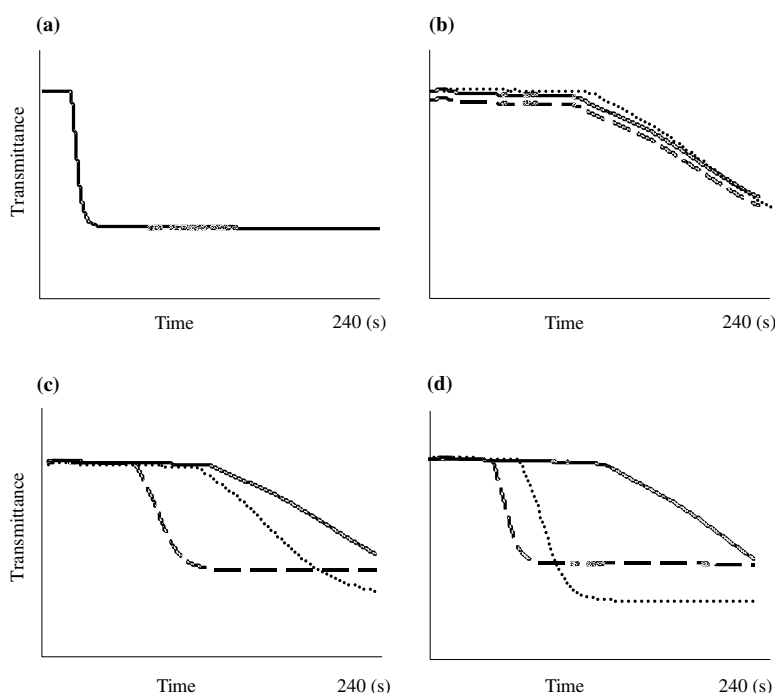 (a)
(b)
Transmittance
Time
240 (s)
Time
240 (s)
(c)
(d)
Transmittance
Time
240 (s)
Time
240 (s)